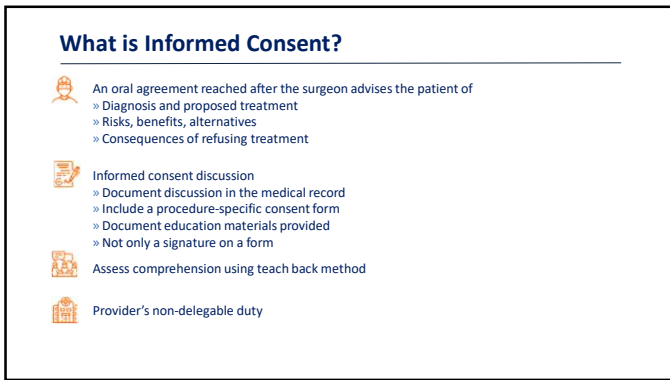 What is Informed Consent?
An oral agreement reached after the surgeon advises the patient of
» Diagnosis and proposed treatment
» Risks, benefits, alternatives
» Consequences of refusing treatment
Informed consent discussion
» Document discussion in the medical record
» Include a procedure-specific consent form
» Document education materials provided
» Not only a signature on a form
Assess comprehension using teach back method
Provider's non-delegable duty